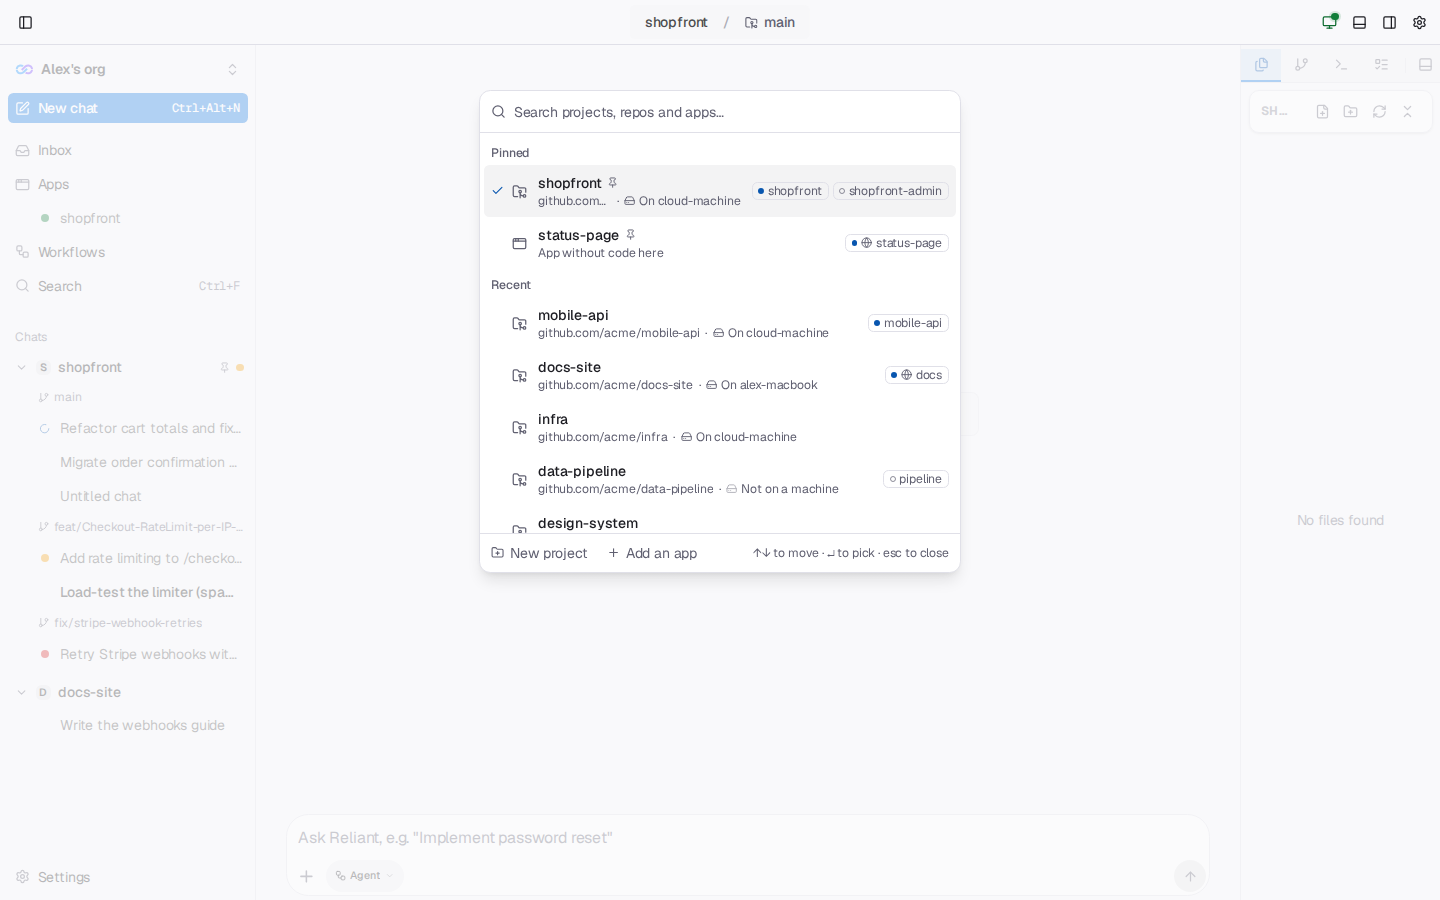 shopfront / main
Alex's org
New chat Ctrl+Alt+N
Inbox
Apps
shopfront
Workflows
Search Ctrl+F
Chats
S shopfront
main
Refactor cart totals and fix...
Migrate order confirmation ...
Untitled chat
feat/Checkout-RateLimit-per-IP-...
Add rate limiting to /checko...
Load-test the limiter (spa...
fix/stripe-webhook-retries
Retry Stripe webhooks wit...
D docs-site
Write the webhooks guide
Settings
Search projects, repos and apps...
Pinned
shopfront
github.com... · On cloud-machine
shopfront
shopfront-admin
status-page
App without code here
status-page
Recent
mobile-api
github.com/acme/mobile-api · On cloud-machine
mobile-api
docs-site
github.com/acme/docs-site · On alex-macbook
docs
infra
github.com/acme/infra · On cloud-machine
data-pipeline
github.com/acme/data-pipeline · Not on a machine
pipeline
design-system
New project
Add an app
↑↓ to move · ↵ to pick · esc to close
Ask Reliant, e.g. "Implement password reset"
Agent
SH...
No files found